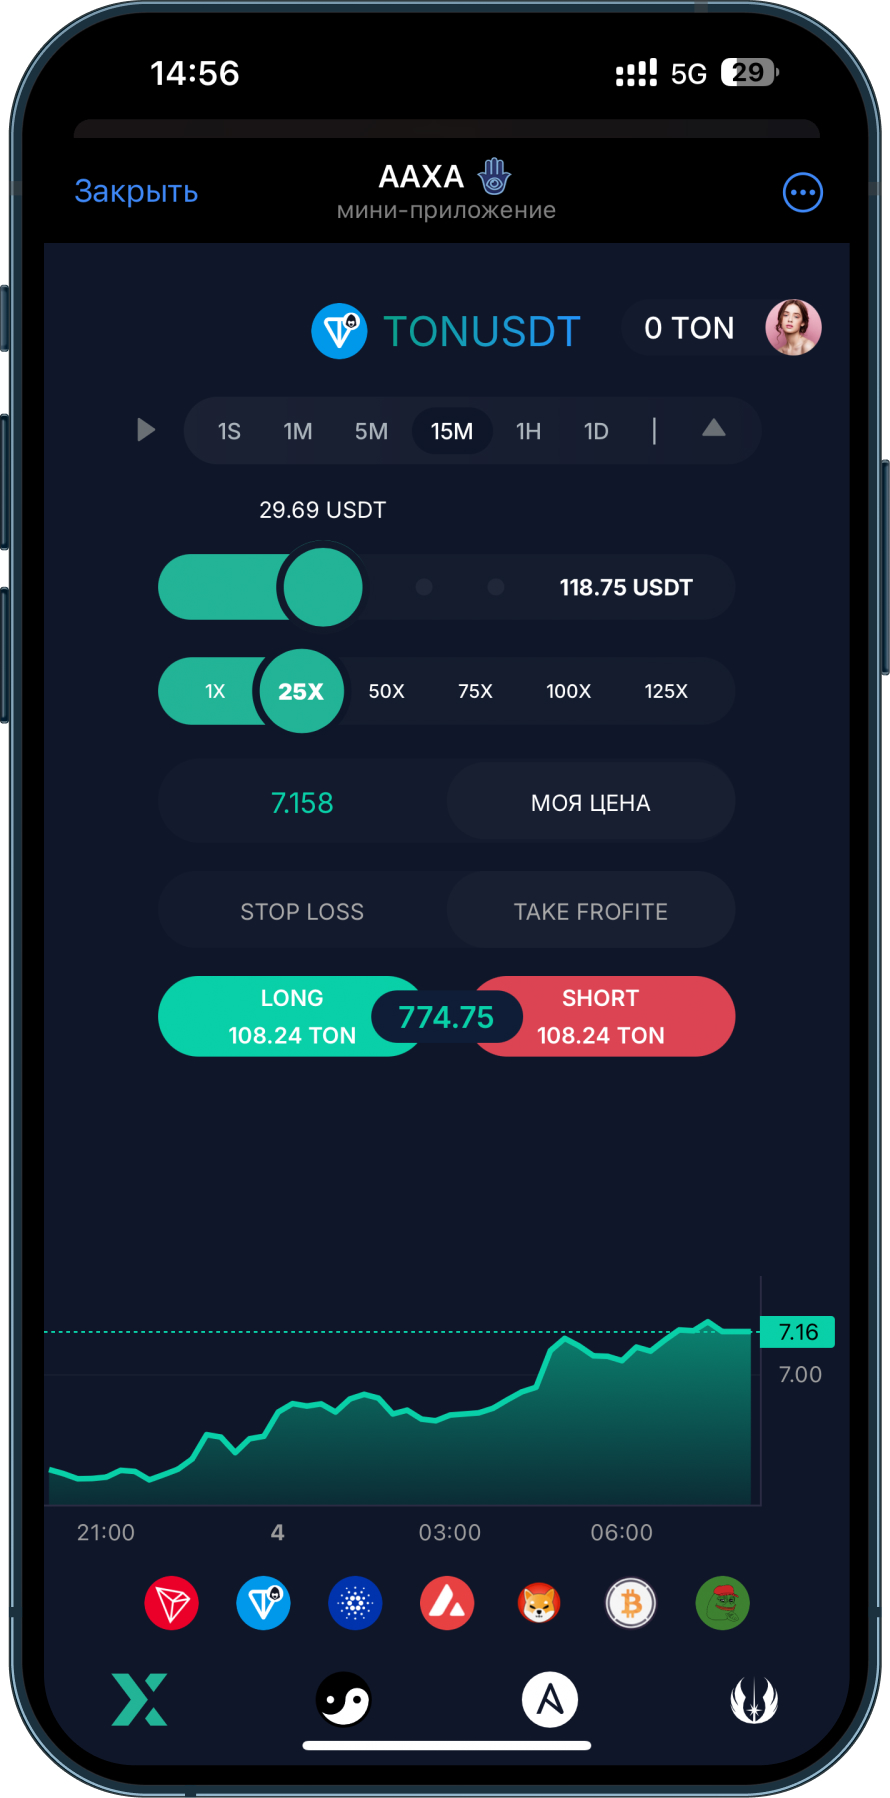 14:56
5G 29
Закрыть
AAXA
мини-приложение
TONUSDT
0 TON
1S 1M 5M 15M 1H 1D |
29.69 USDT
118.75 USDT
1X 25X 50X 75X 100X 125X
7.158
МОЯ ЦЕНА
STOP LOSS
TAKE FROFITE
LONG
108.24 TON
774.75
SHORT
108.24 TON
7.16
7.00
21:00 4 03:00 06:00